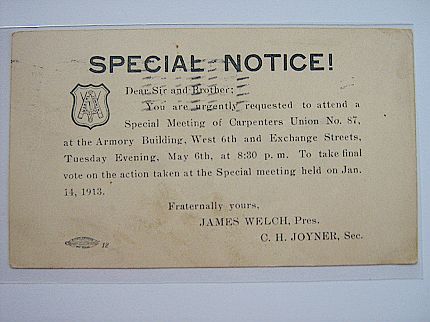 SPECIAL NOTICE!
Dear Sir and Brother:
You are urgently requested to attend a
Special Meeting of Carpenters Union No. 87,
at the Armory Building, West 6th and Exchange Streets,
Tuesday Evening, May 6th, at 8:30 p. m. To take final
vote on the action taken at the Special meeting held on Jan.
14, 1913.
Fraternally yours,
JAMES WELCH, Pres.
C. H. JOYNER, Sec.
12